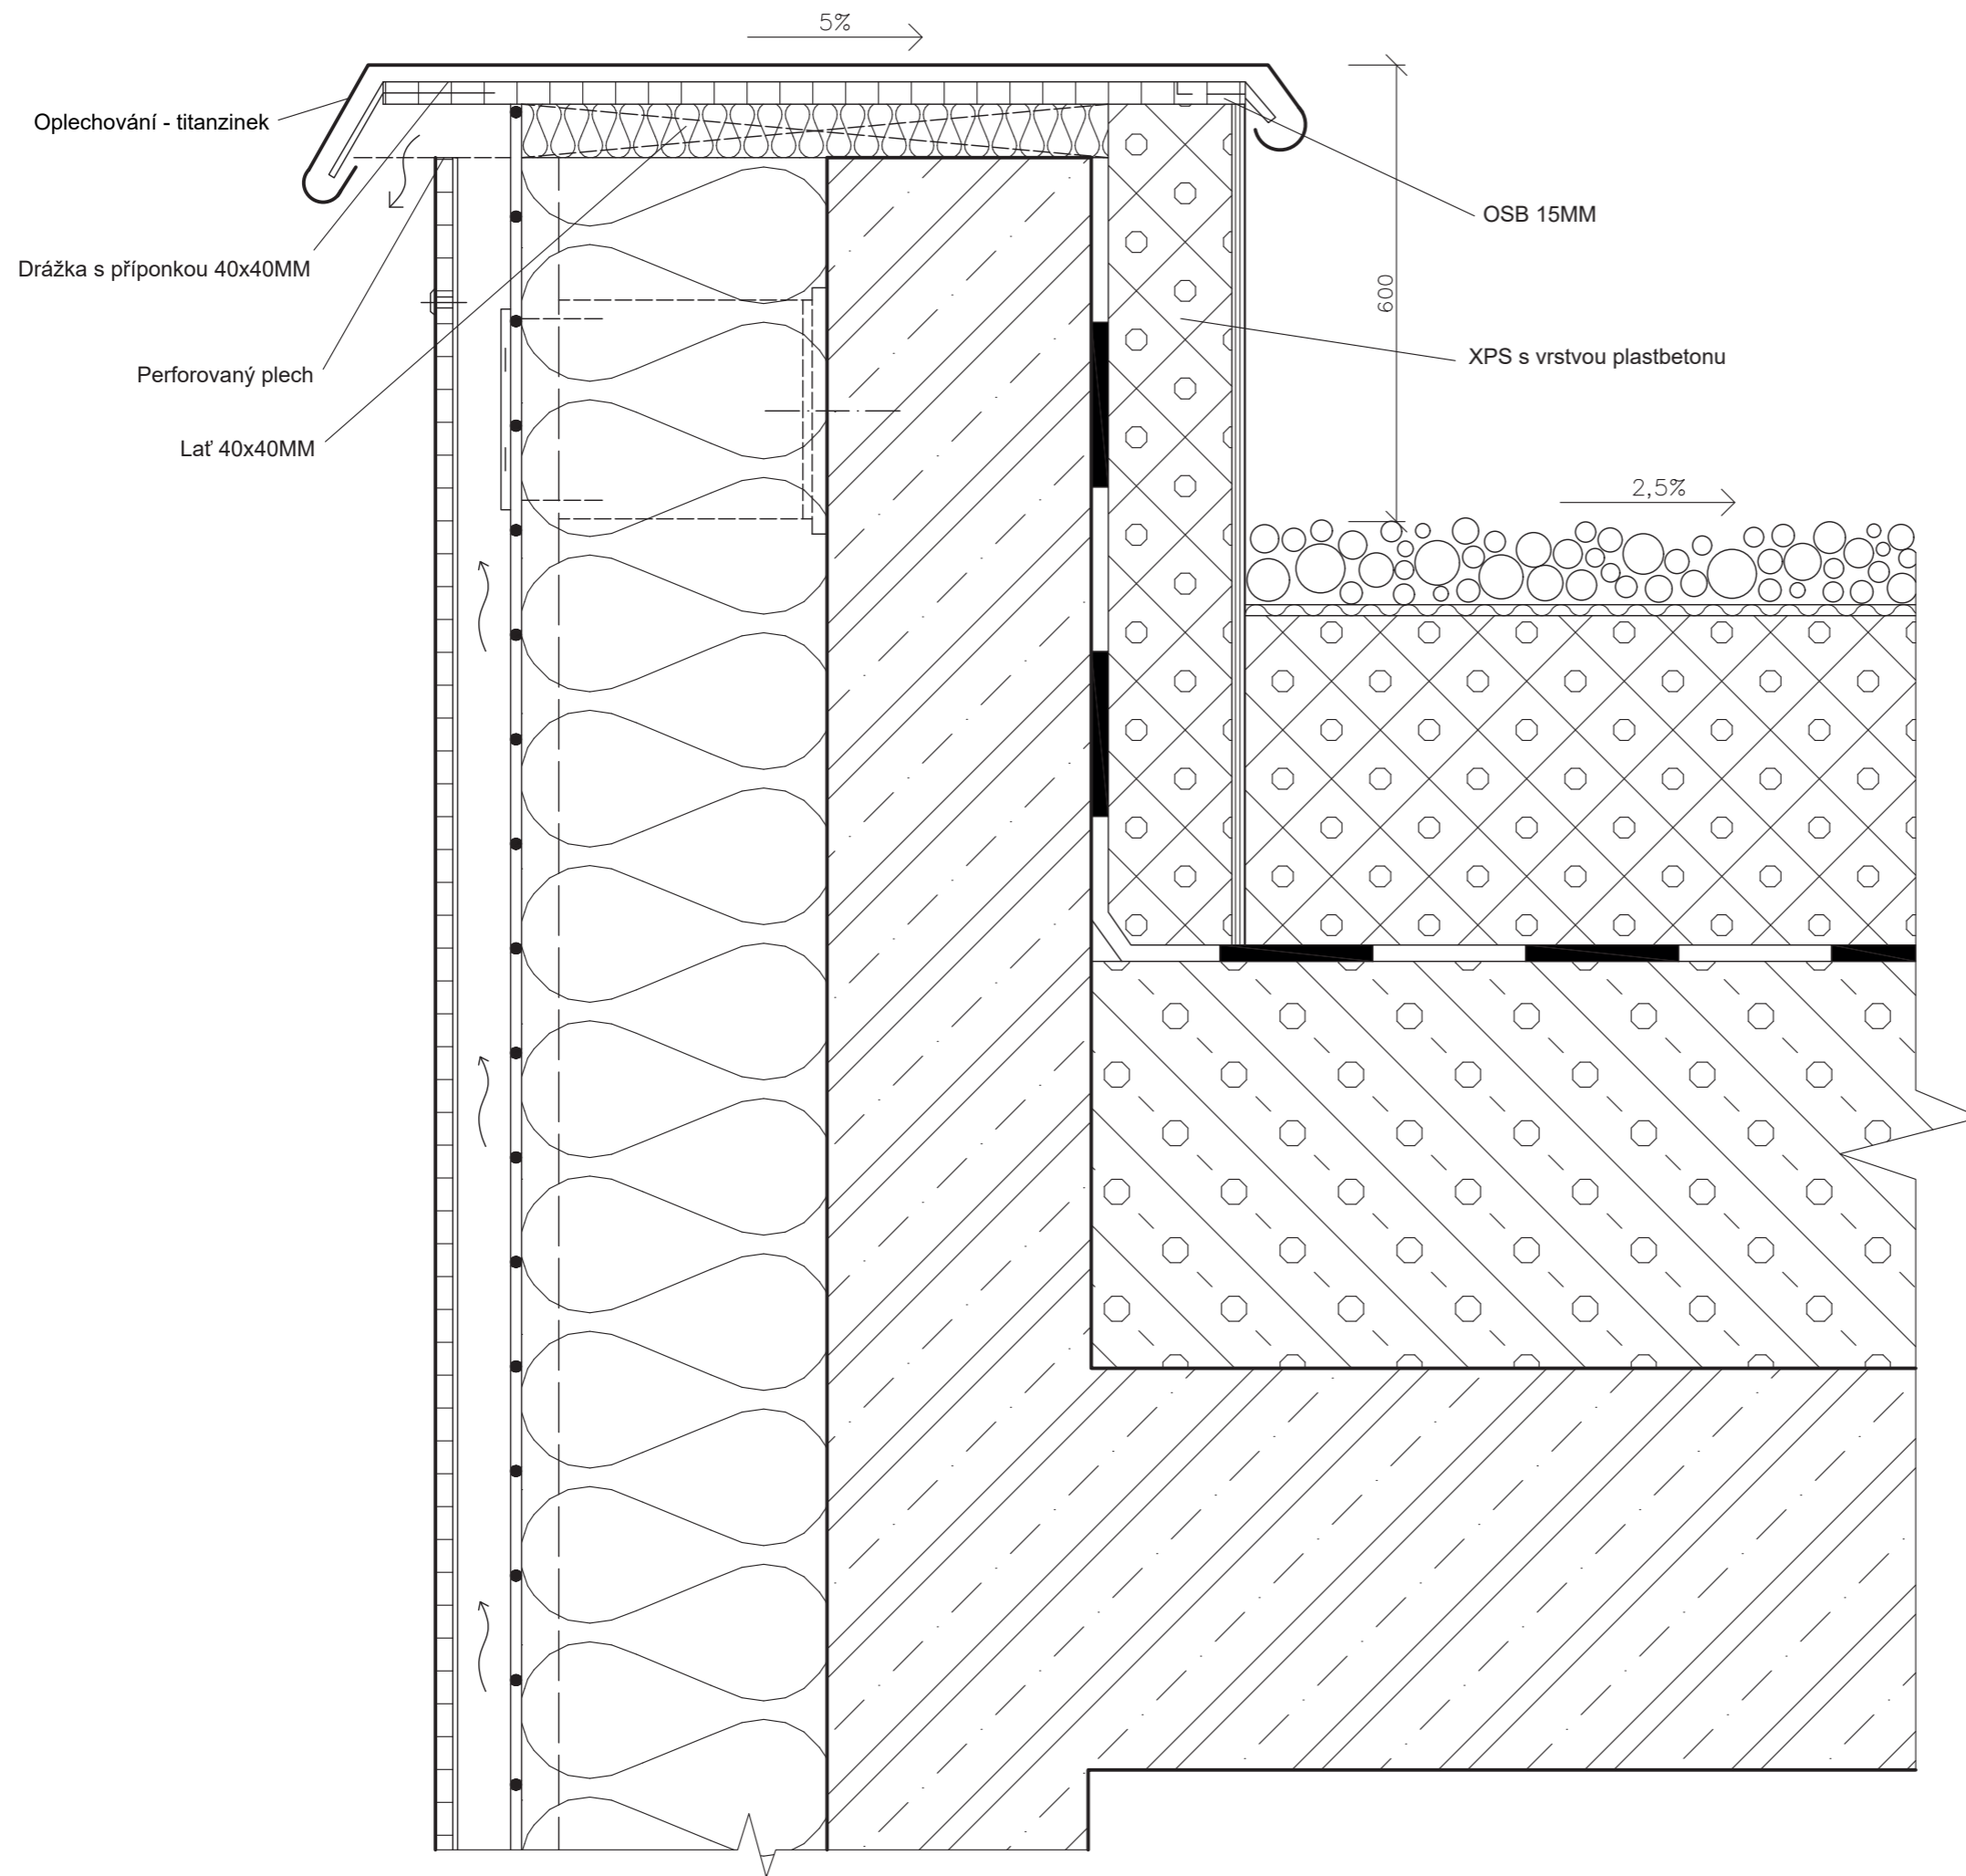 5%
Oplechování - titanzinek
OSB 15MM
Drážka s příponkou 40x40MM
600
XPS s vrstvou plastbetonu
Perforovaný plech
Lať 40x40MM
2,5%